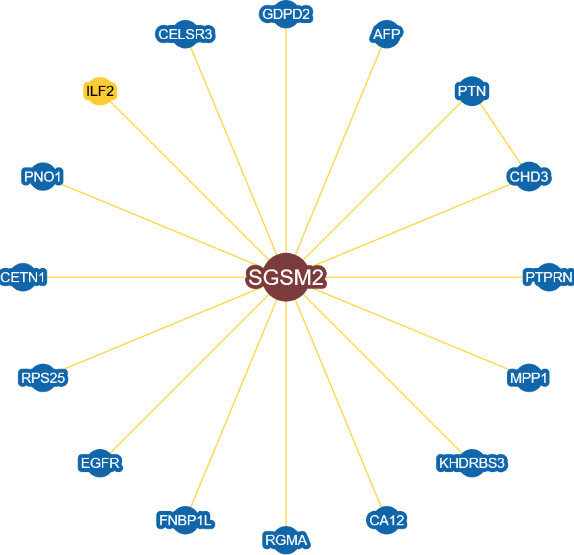 GDPD2
CELSR3
AFP
ILF2
PTN
PNO1
CHD3
CETN1
SGSM2
PTPRN
RPS25
MPP1
EGFR
KHDRBS3
FNBP1L
CA12
RGMA